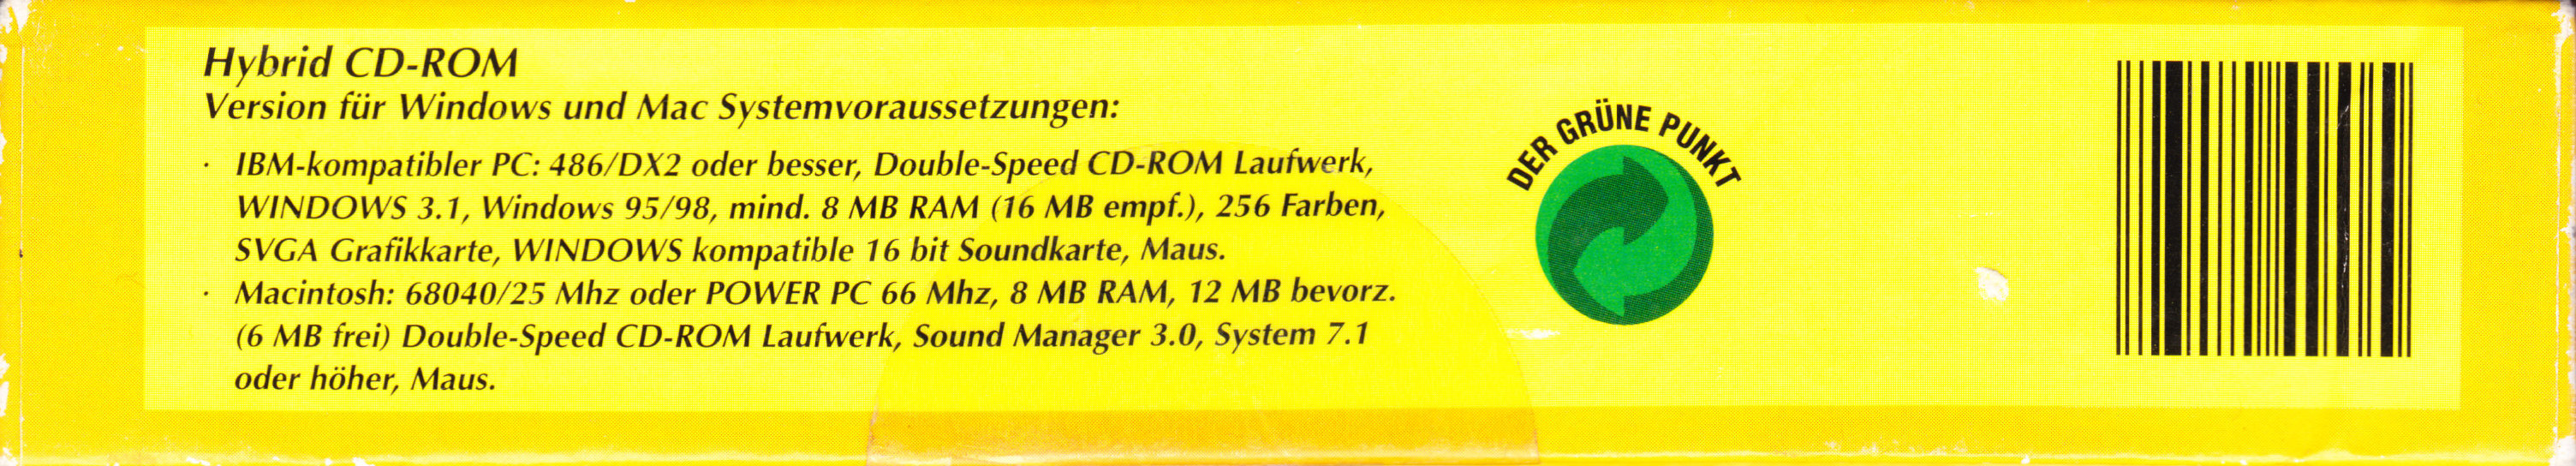 Hybrid CD-ROM
Version für Windows und Mac Systemvoraussetzungen:
· IBM-kompatibler PC: 486/DX2 oder besser, Double-Speed CD-ROM Laufwerk,
WINDOWS 3.1, Windows 95/98, mind. 8 MB RAM (16 MB empf.), 256 Farben,
SVGA Grafikkarte, WINDOWS kompatible 16 bit Soundkarte, Maus.
· Macintosh: 68040/25 Mhz oder POWER PC 66 Mhz, 8 MB RAM, 12 MB bevorz.
(6 MB frei) Double-Speed CD-ROM Laufwerk, Sound Manager 3.0, System 7.1
oder höher, Maus.
DER GRÜNE PUNKT